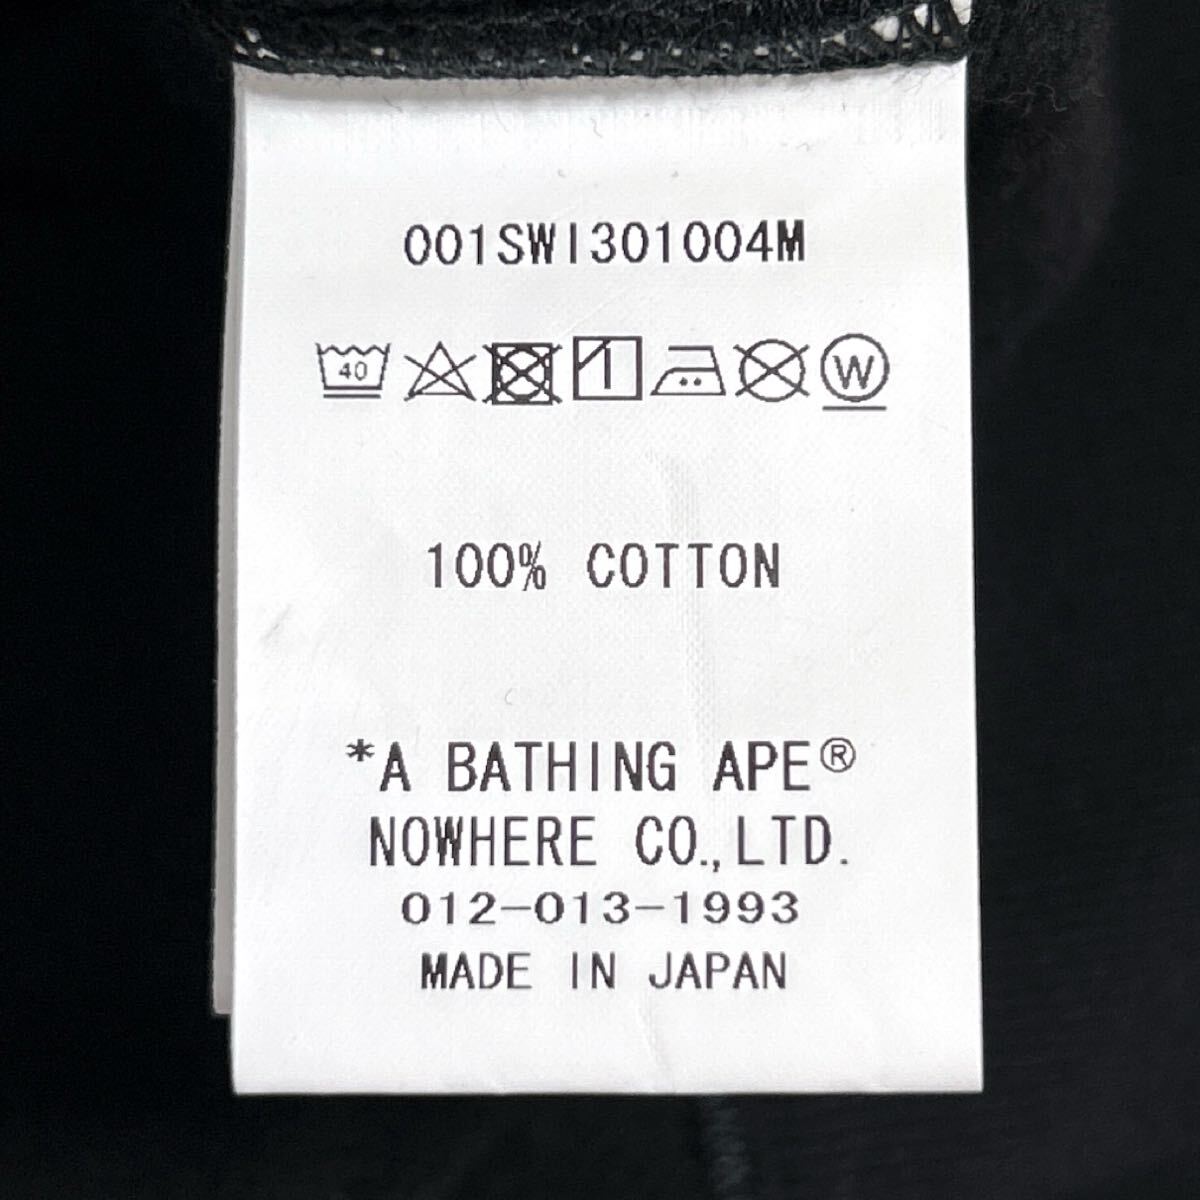 001SWI301004M
40 W
100% COTTON
*A BATHING APE®
NOWHERE CO.,LTD.
012-013-1993
MADE IN JAPAN